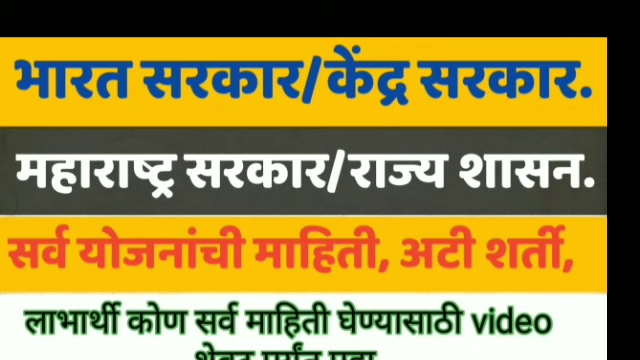 भारत सरकार/केंद्र सरकार.
महाराष्ट्र सरकार/राज्य शासन.
सर्व योजनांची माहिती, अटी शर्ती,
लाभार्थी कोण सर्व माहिती घेण्यासाठी video